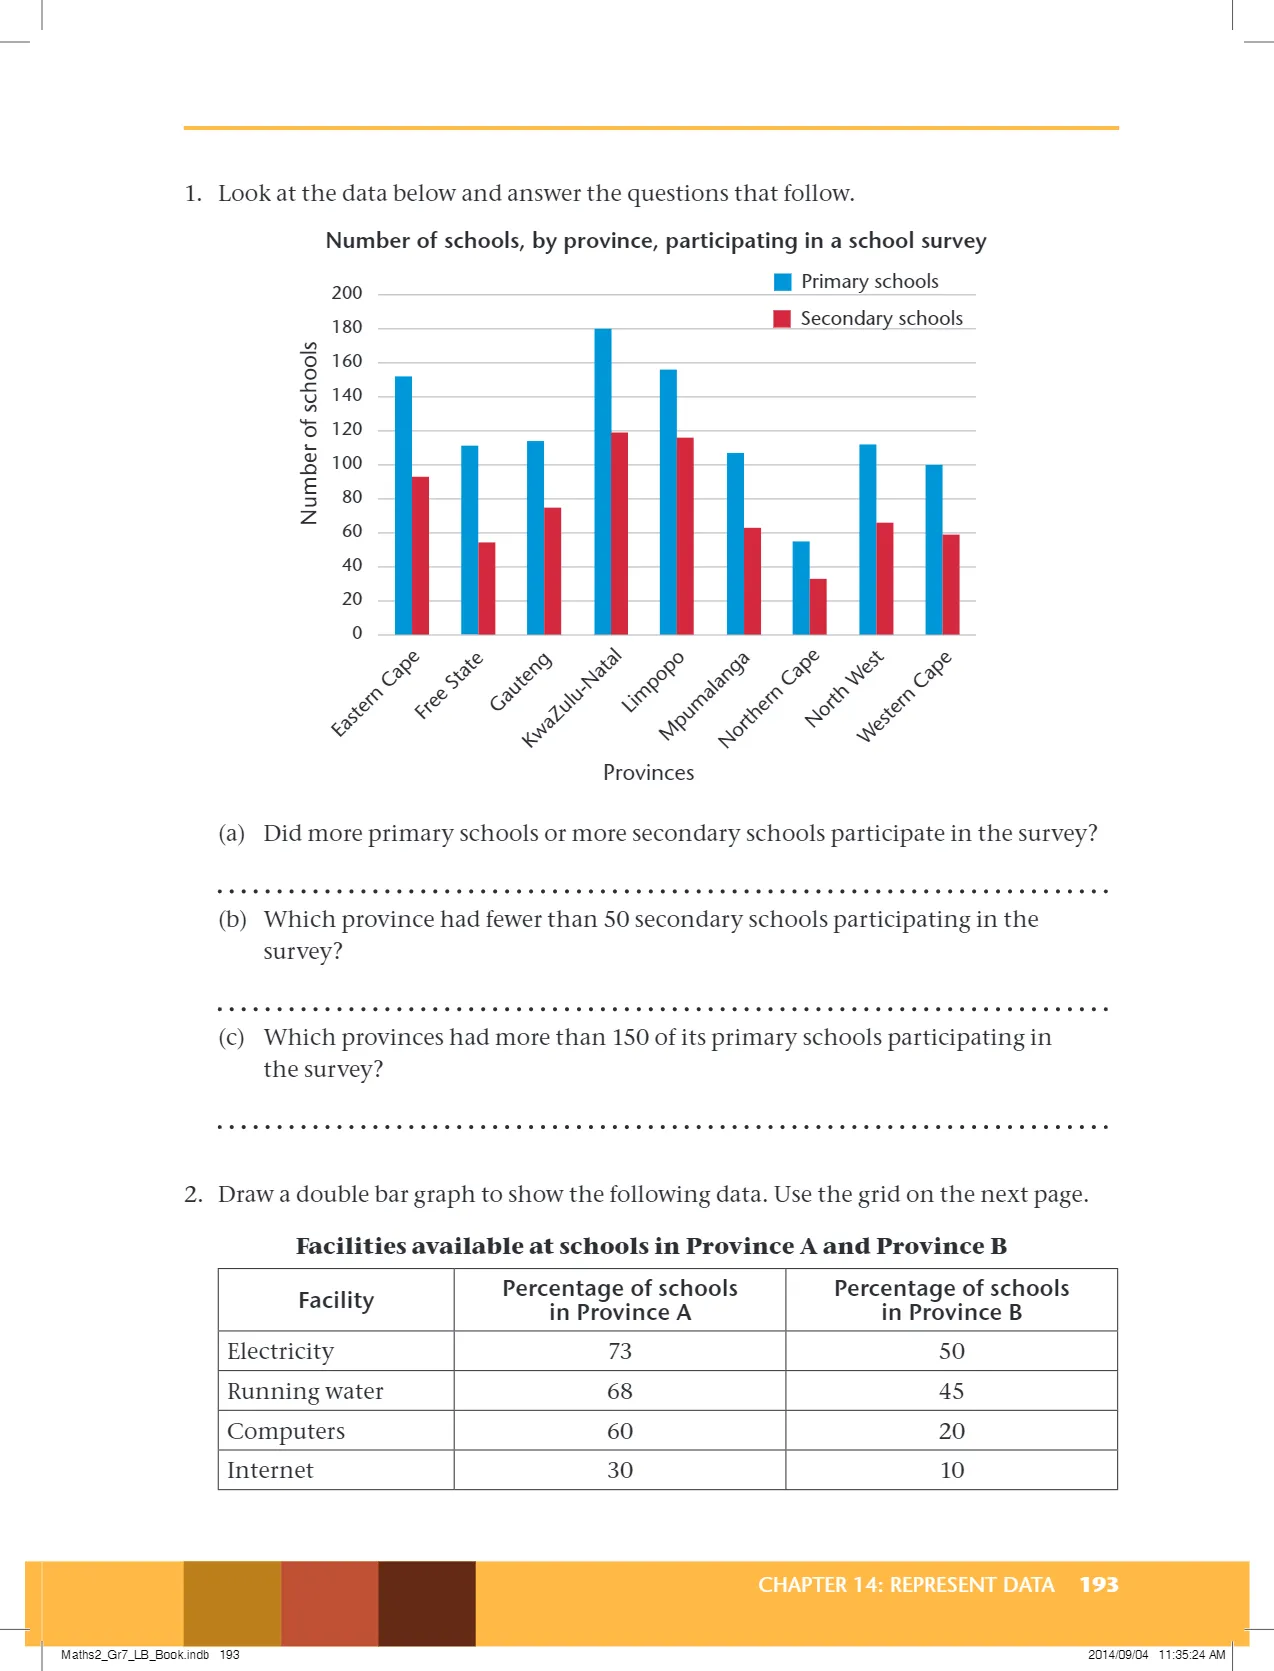 1. Look at the data below and answer the questions that follow.
Number of schools, by province, participating in a school survey
Primary schools
Secondary schools
Number of schools
200
180
160
140
120
100
80
60
40
20
0
Eastern Cape
Free State
Gauteng
KwaZulu-Natal
Limpopo
Mpumalanga
Northern Cape
North West
Western Cape
Provinces
(a) Did more primary schools or more secondary schools participate in the survey?
(b) Which province had fewer than 50 secondary schools participating in the
survey?
(c) Which provinces had more than 150 of its primary schools participating in
the survey?
2. Draw a double bar graph to show the following data. Use the grid on the next page.
Facilities available at schools in Province A and Province B
Facility
Percentage of schools
in Province A
Percentage of schools
in Province B
Electricity 73 50
Running water 68 45
Computers 60 20
Internet 30 10
CHAPTER 14: REPRESENT DATA 193
Maths2_Gr7_LB_Book.indb 193
2014/09/04 11:35:24 AM